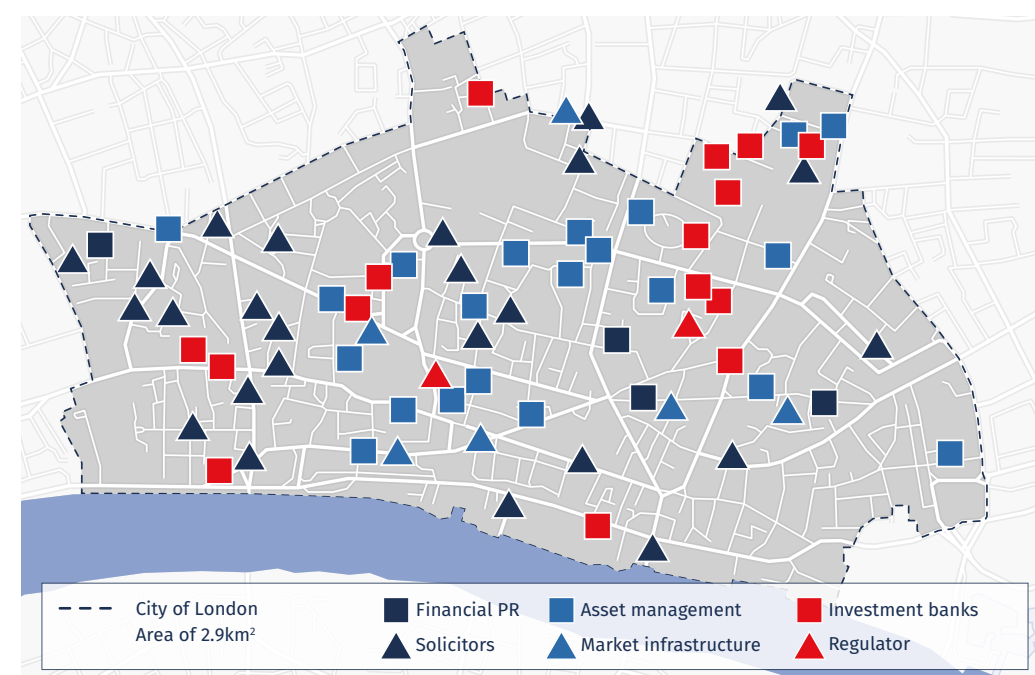 City of London
Area of 2.9km²
Financial PR
Asset management
Investment banks
Solicitors
Market infrastructure
Regulator